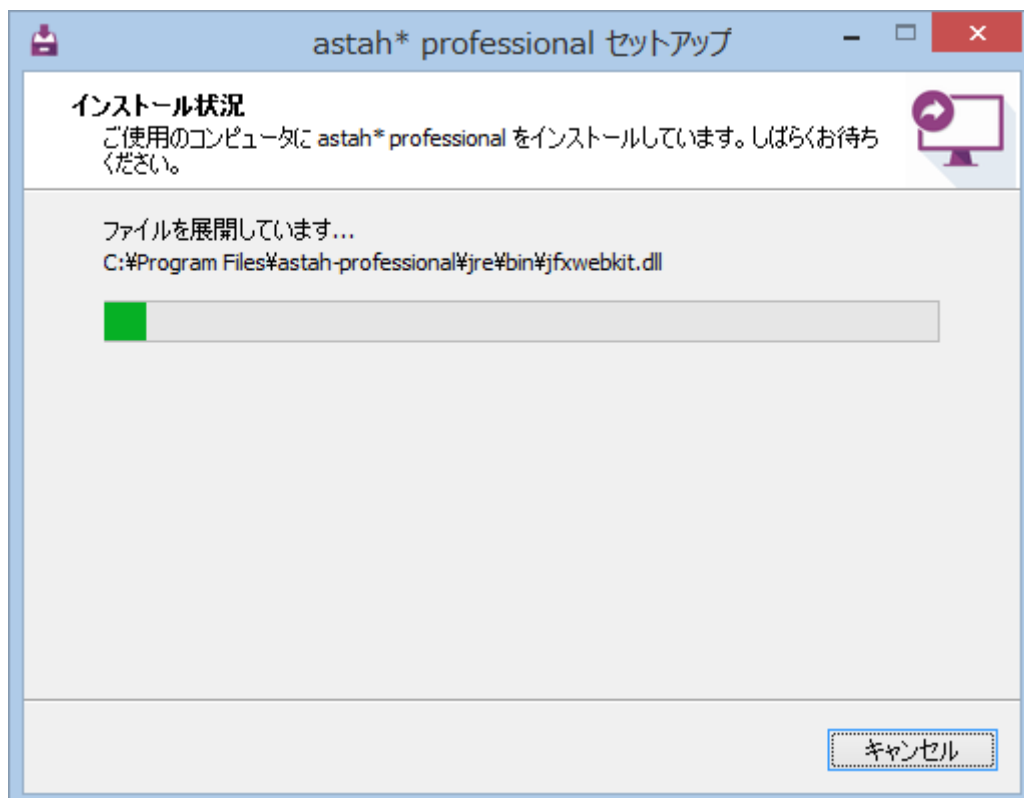 astah* professional セットアップ
インストール状況
ご使用のコンピュータに astah* professional をインストールしています。しばらくお待ち
ください。
ファイルを展開しています...
C:¥Program Files¥astah-professional¥jre¥bin¥jfxwebkit.dll
キャンセル